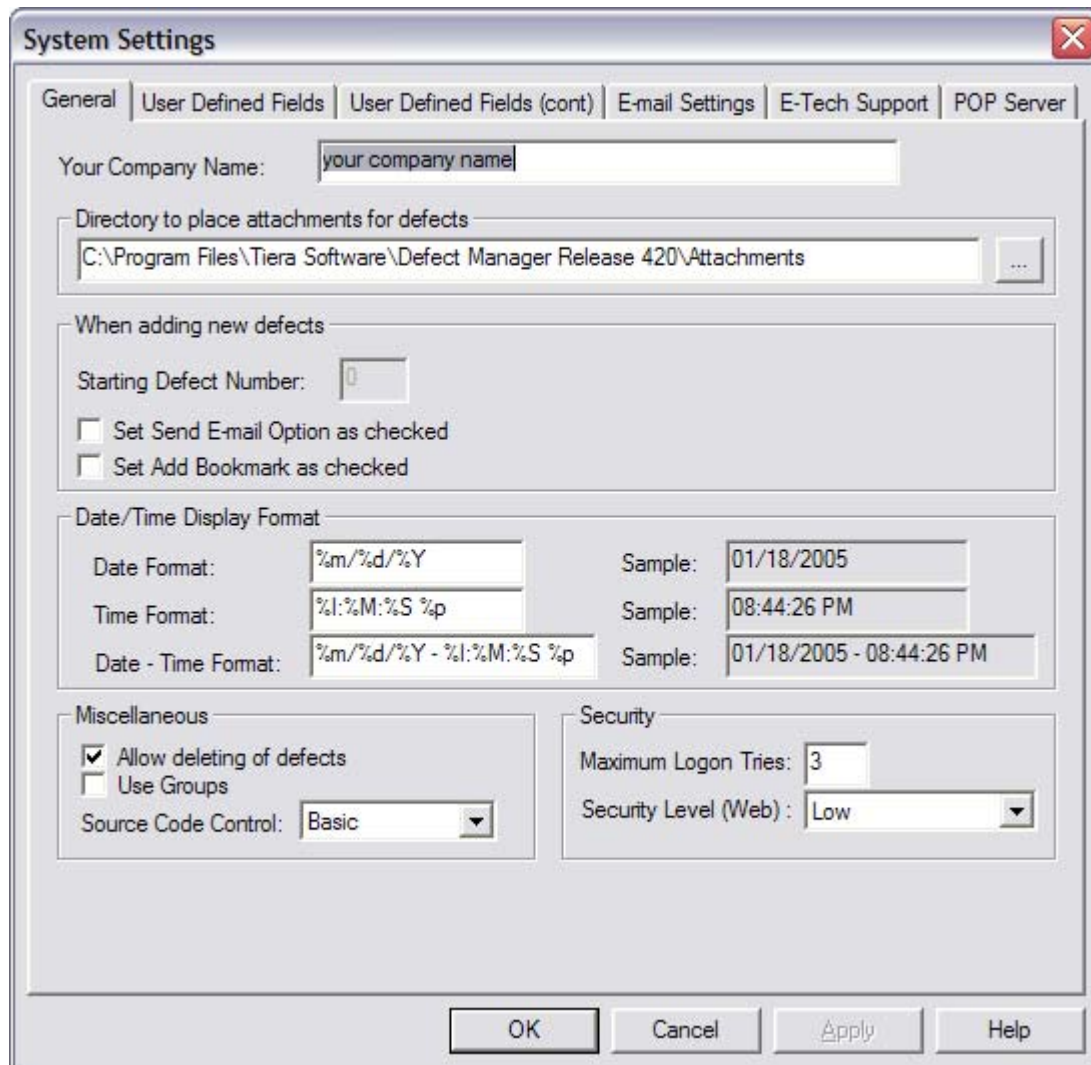 System Settings
General User Defined Fields User Defined Fields (cont) E-mail Settings E-Tech Support POP Server
Your Company Name: your company name
Directory to place attachments for defects
C:\Program Files\Tiera Software\Defect Manager Release 420\Attachments ...
When adding new defects
Starting Defect Number: 0
Set Send E-mail Option as checked
Set Add Bookmark as checked
Date/Time Display Format
Date Format: %m/%d/%Y Sample: 01/18/2005
Time Format: %I:%M:%S %p Sample: 08:44:26 PM
Date - Time Format: %m/%d/%Y - %I:%M:%S %p Sample: 01/18/2005 - 08:44:26 PM
Miscellaneous
Allow deleting of defects
Use Groups
Source Code Control: Basic
Security
Maximum Logon Tries: 3
Security Level (Web) : Low
OK Cancel Apply Help